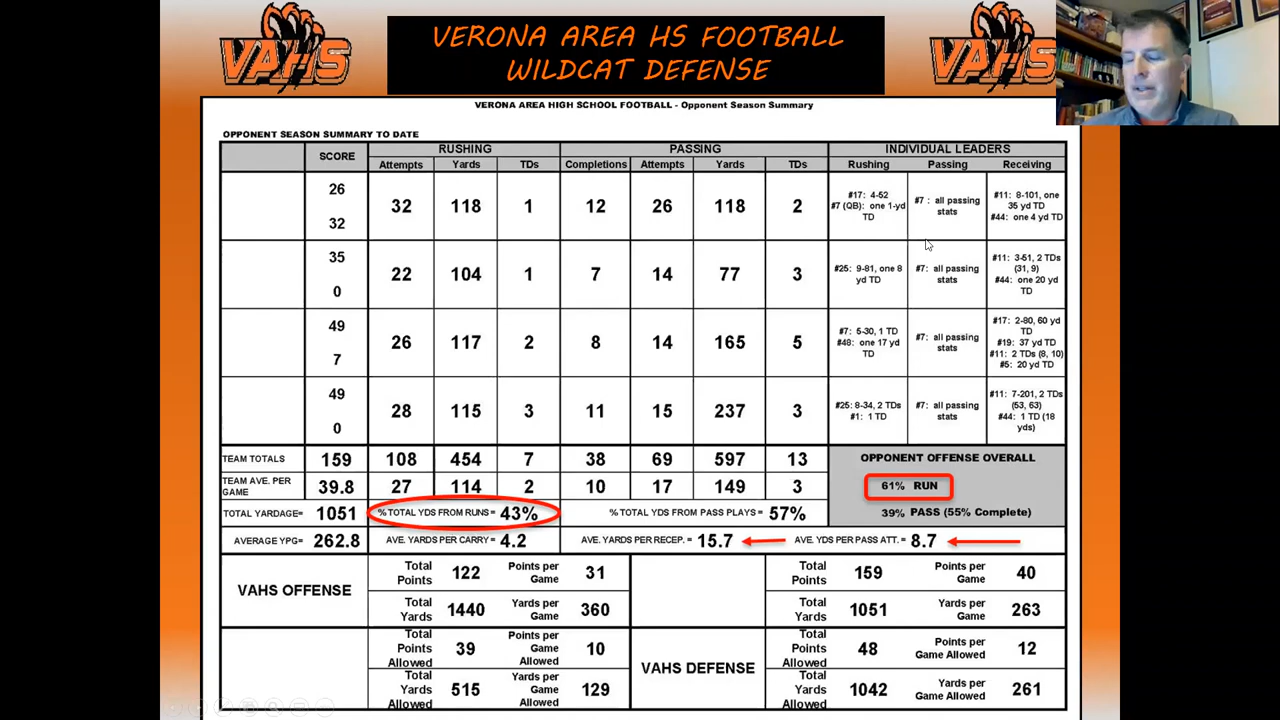 VAHS
VERONA AREA HS FOOTBALL
WILDCAT DEFENSE
VAHS
VERONA AREA HIGH SCHOOL FOOTBALL - Opponent Season Summary
OPPONENT SEASON SUMMARY TO DATE
SCORE RUSHING PASSING INDIVIDUAL LEADERS
Attempts Yards TDs Completions Attempts Yards TDs Rushing Passing Receiving
26
32
32 118 1 12 26 118 2
#17: 4-52
#7 (QB): one 1-yd
TD
#7 : all passing
stats
#11: 8-101, one
35 yd TD
#44: one 4 yd TD
35
0
22 104 1 7 14 77 3
#25: 9-81, one 8
yd TD
#7: all passing
stats
#11: 3-51, 2 TDs
(31, 9)
#44: one 20 yd
TD
49
7
26 117 2 8 14 165 5
#7: 5-30, 1 TD
#48: one 17 yd
TD
#7: all passing
stats
#17: 2-80, 60 yd
TD
#19: 37 yd TD
#11: 2 TDs (8, 10)
#5: 20 yd TD
49
0
28 115 3 11 15 237 3
#25: 8-34, 2 TDs
#1: 1 TD
#7: all passing
stats
#11: 7-201, 2 TDs
(53, 63)
#44: 1 TD (18
yds)
TEAM TOTALS 159 108 454 7 38 69 597 13 OPPONENT OFFENSE OVERALL
TEAM AVE. PER
GAME
39.8 27 114 2 10 17 149 3 61% RUN
TOTAL YARDAGE= 1051 % TOTAL YDS FROM RUNS = 43% % TOTAL YDS FROM PASS PLAYS = 57% 39% PASS (55% Complete)
AVERAGE YPG= 262.8 AVE. YARDS PER CARRY = 4.2 AVE. YARDS PER RECEP. = 15.7 AVE. YDS PER PASS ATT. = 8.7
VAHS OFFENSE
Total
Points
122
Points per
Game
31
Total
Points
159
Points per
Game
40
Total
Yards
1440
Yards per
Game
360
Total
Yards
1051
Yards per
Game
263
Total
Points
Allowed
39
Points per
Game
Allowed
10
VAHS DEFENSE
Total
Points
Allowed
48
Points per
Game Allowed
12
Total
Yards
Allowed
515
Yards per
Game
Allowed
129
Total
Yards
Allowed
1042
Yards per
Game Allowed
261